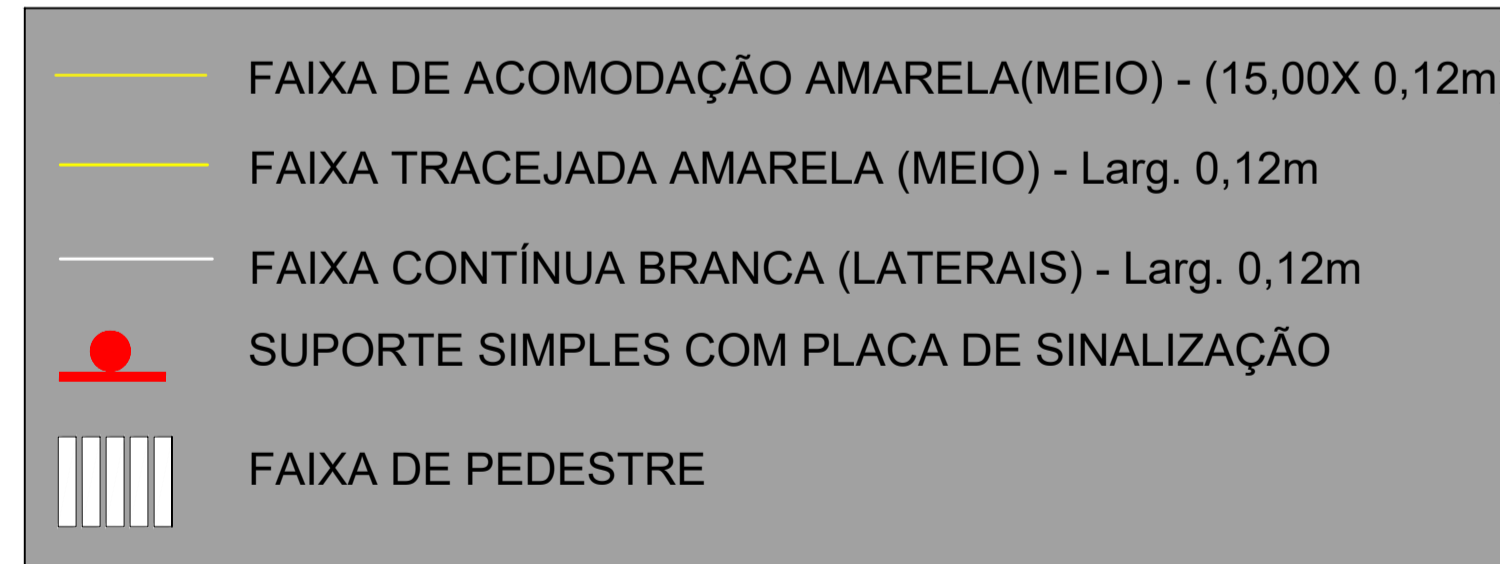 FAIXA DE ACOMODAÇÃO AMARELA(MEIO) - (15,00X 0,12m
FAIXA TRACEJADA AMARELA (MEIO) - Larg. 0,12m
FAIXA CONTÍNUA BRANCA (LATERAIS) - Larg. 0,12m
SUPORTE SIMPLES COM PLACA DE SINALIZAÇÃO
FAIXA DE PEDESTRE